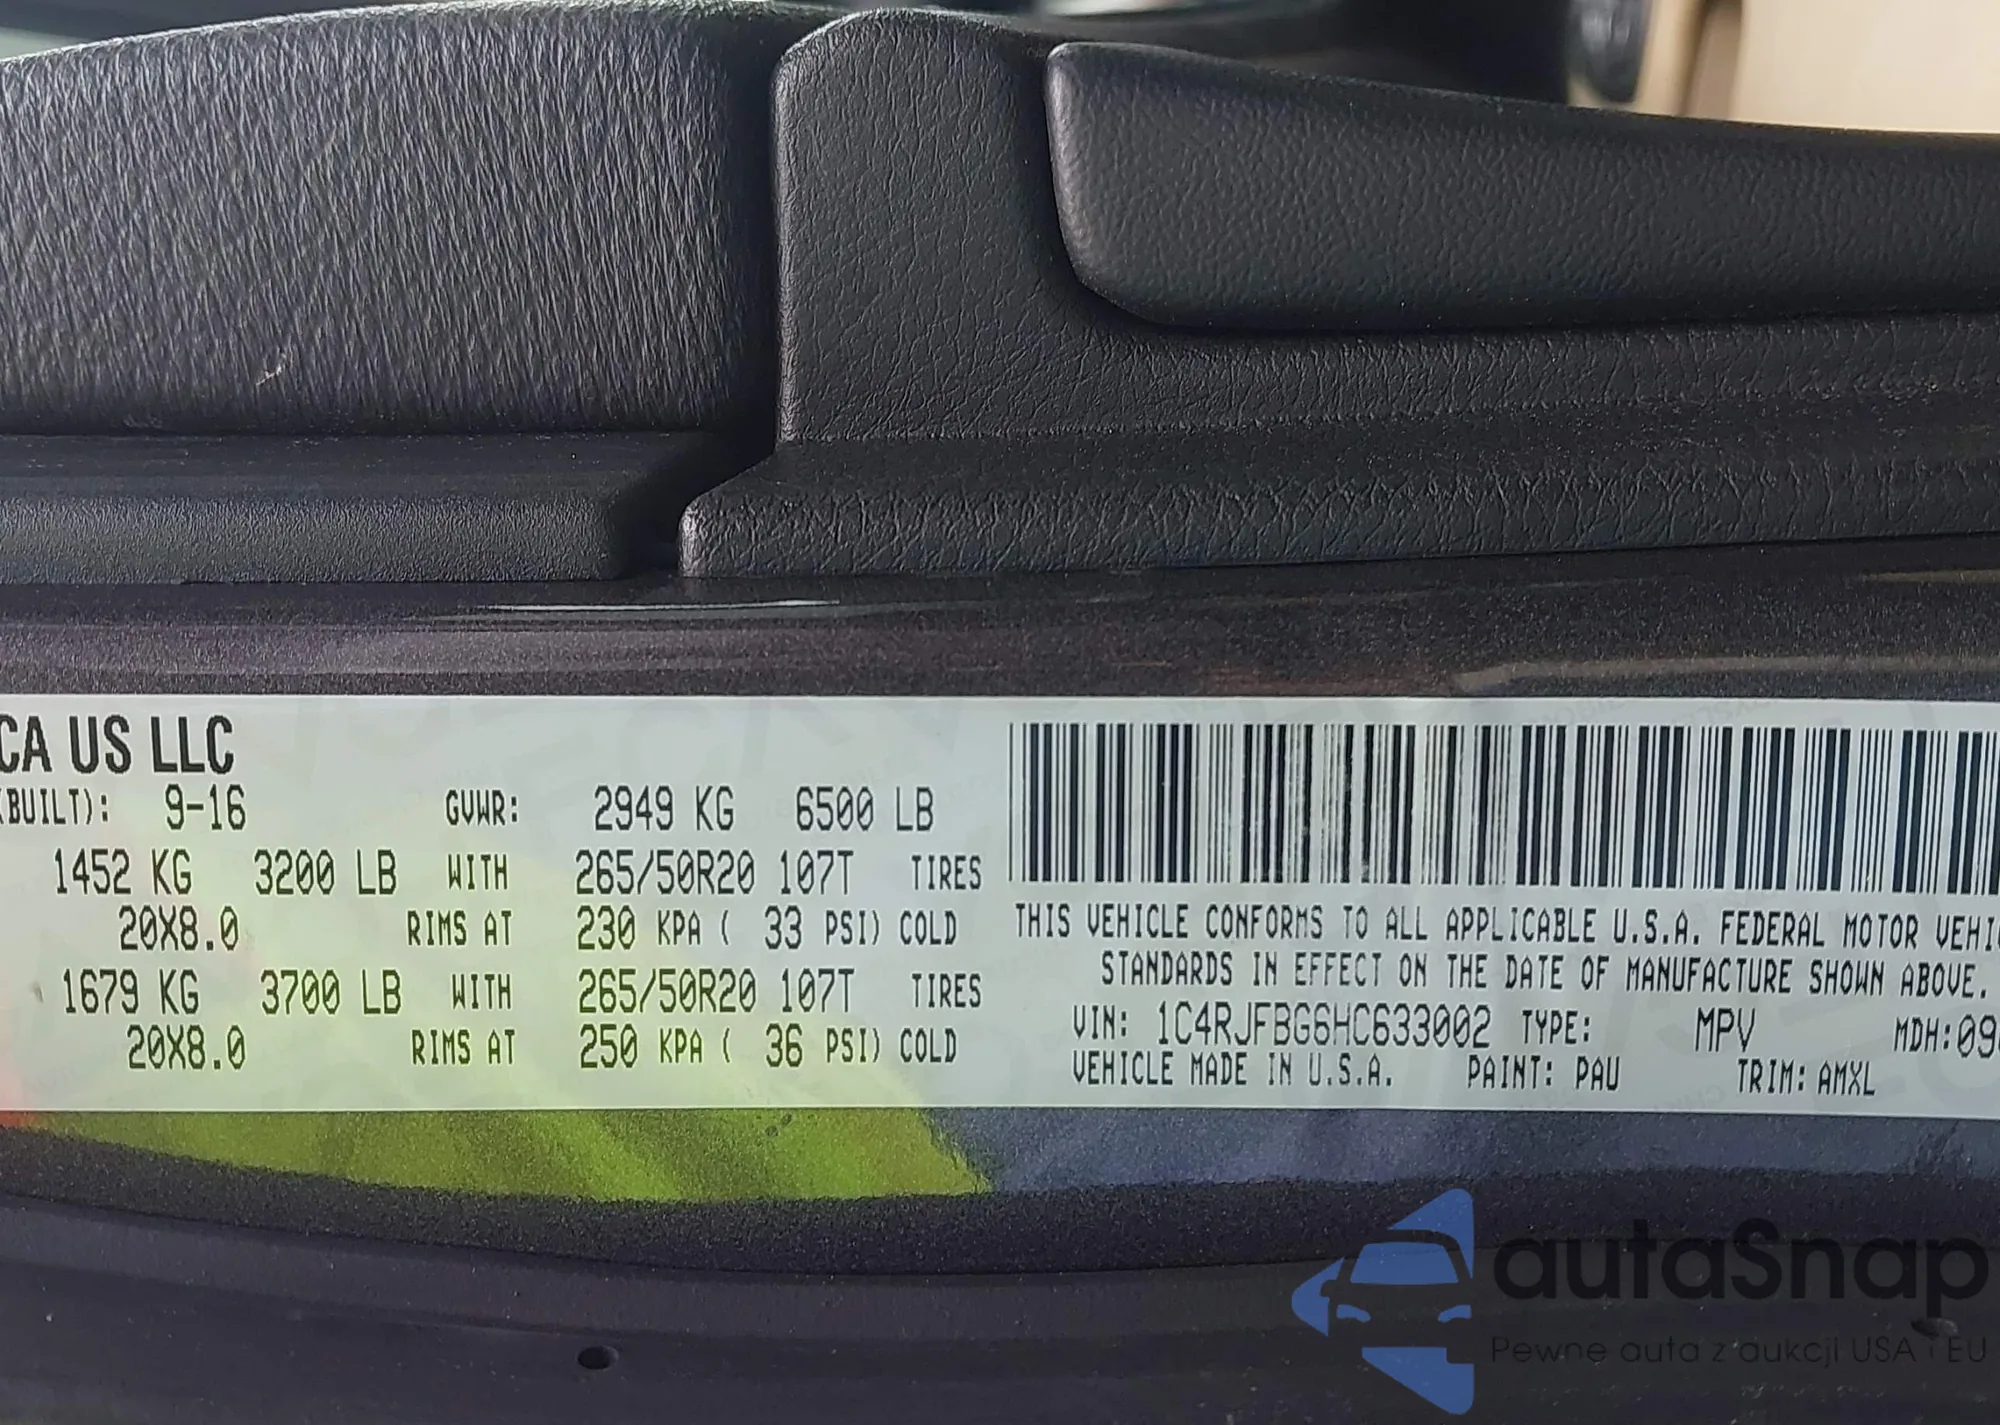 CA US LLC
(BUILT): 9-16 GVWR: 2949 KG 6500 LB
1452 KG 3200 LB WITH 265/50R20 107T TIRES
20X8.0 RIMS AT 230 KPA ( 33 PSI) COLD
1679 KG 3700 LB WITH 265/50R20 107T TIRES
20X8.0 RIMS AT 250 KPA ( 36 PSI) COLD
THIS VEHICLE CONFORMS TO ALL APPLICABLE U.S.A. FEDERAL MOTOR VEHI
STANDARDS IN EFFECT ON THE DATE OF MANUFACTURE SHOWN ABOVE.
VIN: 1C4RJFBG6HC633002 TYPE: MPV MDH:09
VEHICLE MADE IN U.S.A. PAINT: PAU TRIM: AMXL
autaSnap
Pewne auta z aukcji USA i EU